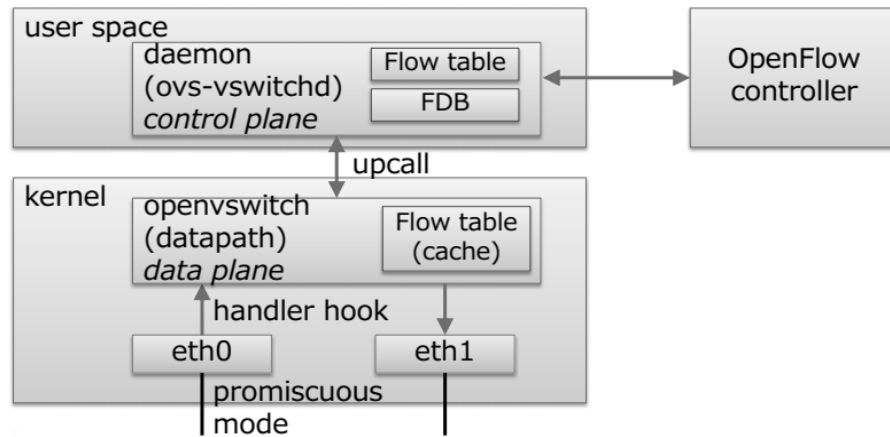 user space
daemon
(ovs-vswitchd)
control plane
Flow table
FDB
OpenFlow
controller
upcall
kernel
openvswitch
(datapath)
data plane
Flow table
(cache)
handler hook
eth0
eth1
promiscuous
mode